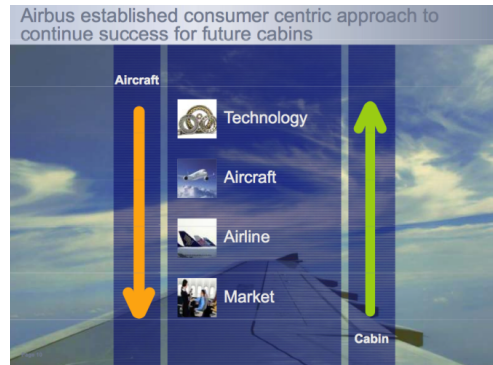 Airbus established consumer centric approach to
continue success for future cabins
Aircraft
Technology
Aircraft
Airline
Market
Cabin